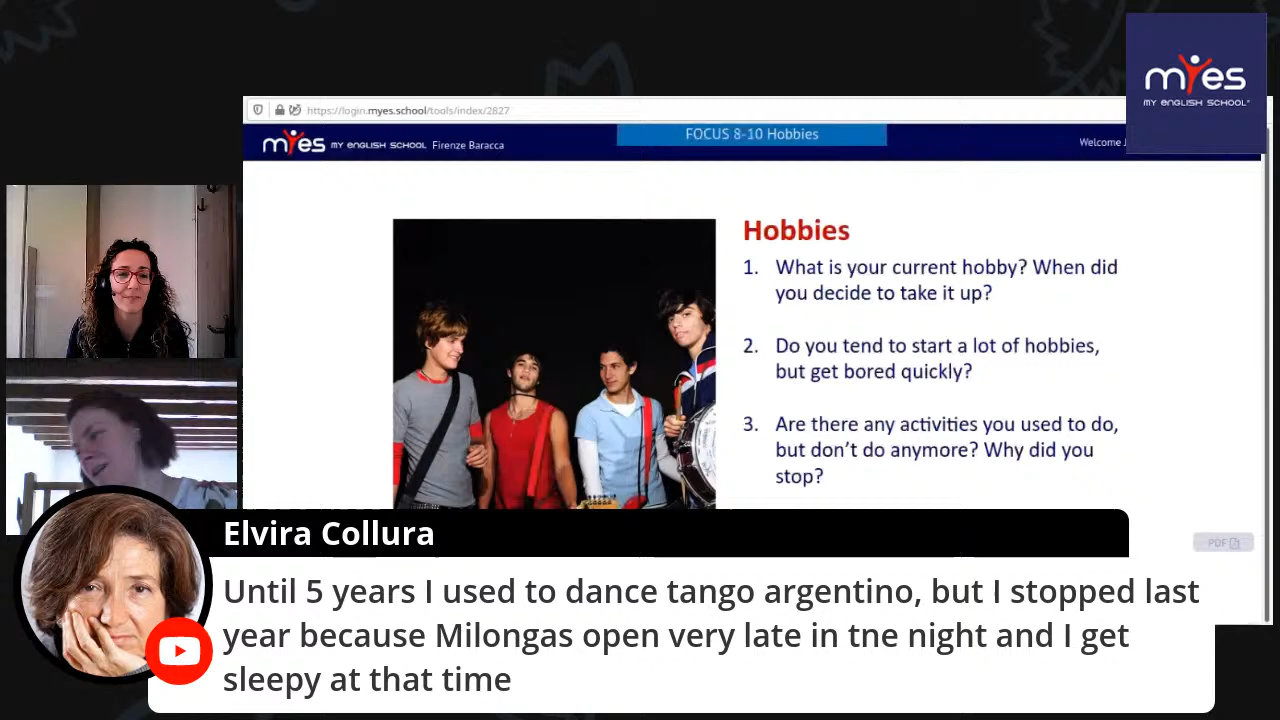 myes
MY ENGLISH SCHOOL
https://login.myes.school/tools/index/2827
myes MY ENGLISH SCHOOL Firenze Baracca
FOCUS 8-10 Hobbies
Welcome J
Hobbies
1. What is your current hobby? When did
you decide to take it up?
2. Do you tend to start a lot of hobbies,
but get bored quickly?
3. Are there any activities you used to do,
but don't do anymore? Why did you
stop?
PDF
Elvira Collura
Until 5 years I used to dance tango argentino, but I stopped last
year because Milongas open very late in tne night and I get
sleepy at that time